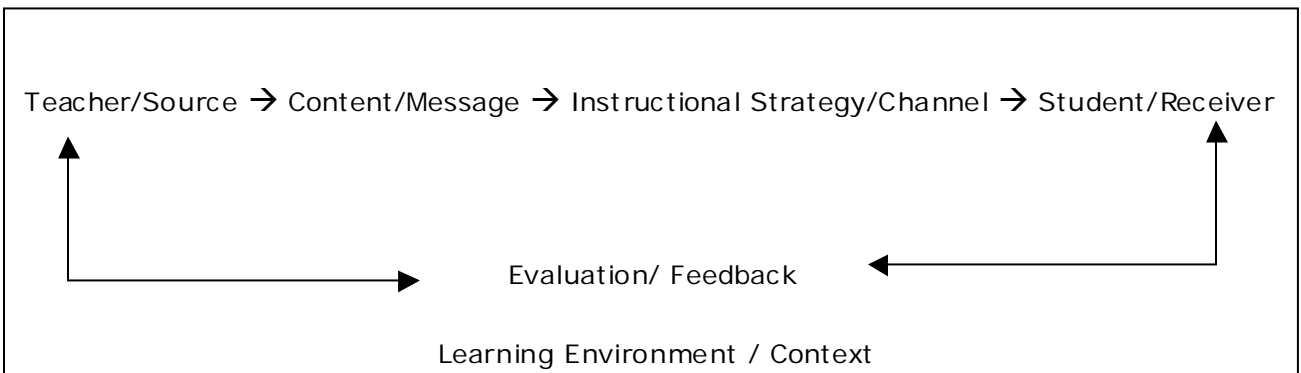 Teacher/Source → Content/Message → Instructional Strategy/Channel → Student/Receiver
Evaluation/ Feedback
Learning Environment / Context